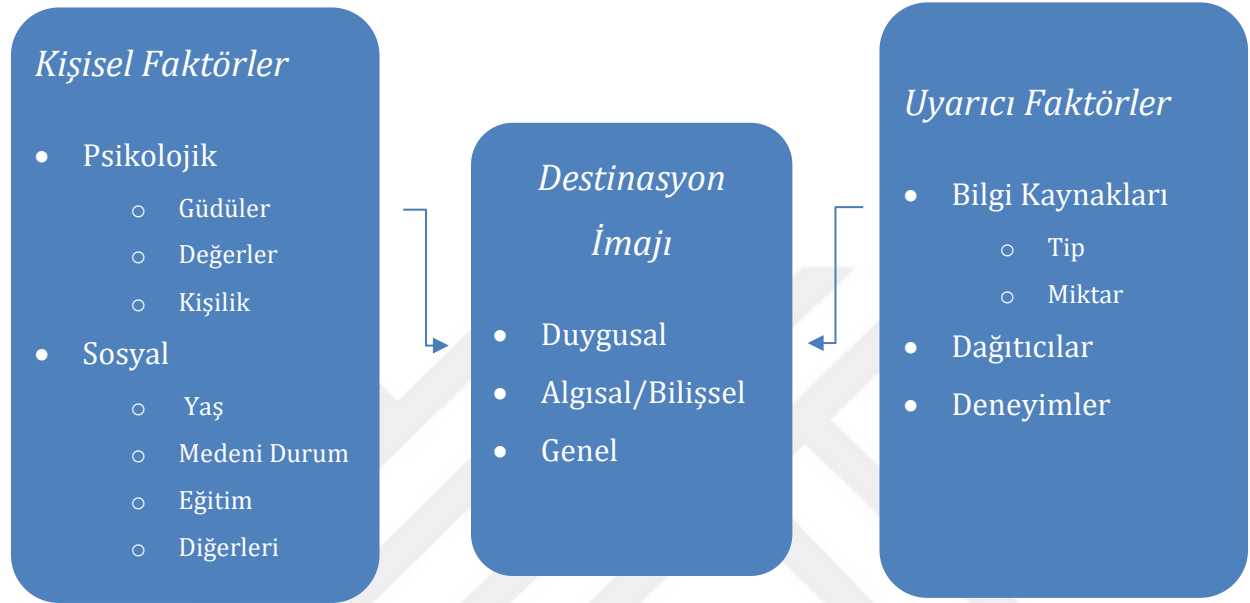 Kişisel Faktörler
Psikolojik
Güdüler
Değerler
Kişilik
Sosyal
Yaş
Medeni Durum
Eğitim
Diğerleri
Destinasyon
İmajı
Duygusal
Algısal/Bilişsel
Genel
Uyarıcı Faktörler
Bilgi Kaynakları
Tip
Miktar
Dağıtıcılar
Deneyimler